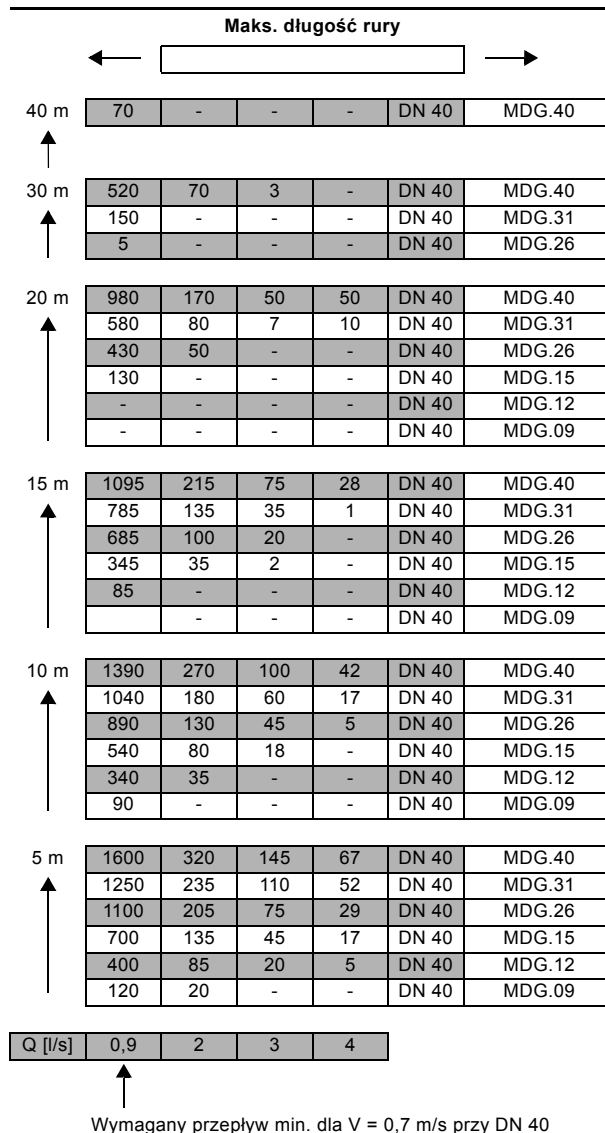 Maks. długość rury
40 m 70 - - - DN 40 MDG.40
30 m 520 70 3 - DN 40 MDG.40
150 - - - DN 40 MDG.31
5 - - - DN 40 MDG.26
20 m 980 170 50 50 DN 40 MDG.40
580 80 7 10 DN 40 MDG.31
430 50 - - DN 40 MDG.26
130 - - - DN 40 MDG.15
- - - - DN 40 MDG.12
- - - - DN 40 MDG.09
15 m 1095 215 75 28 DN 40 MDG.40
785 135 35 1 DN 40 MDG.31
685 100 20 - DN 40 MDG.26
345 35 2 - DN 40 MDG.15
85 - - - DN 40 MDG.12
- - - DN 40 MDG.09
10 m 1390 270 100 42 DN 40 MDG.40
1040 180 60 17 DN 40 MDG.31
890 130 45 5 DN 40 MDG.26
540 80 18 - DN 40 MDG.15
340 35 - - DN 40 MDG.12
90 - - - DN 40 MDG.09
5 m 1600 320 145 67 DN 40 MDG.40
1250 235 110 52 DN 40 MDG.31
1100 205 75 29 DN 40 MDG.26
700 135 45 17 DN 40 MDG.15
400 85 20 5 DN 40 MDG.12
120 20 - - DN 40 MDG.09
Q [l/s] 0,9 2 3 4
Wymagany przepływ min. dla V = 0,7 m/s przy DN 40